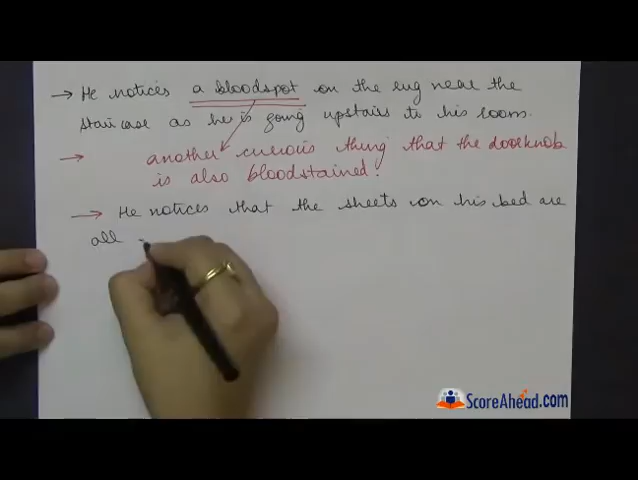 → He notices a bloodspot on the rug near the
staircase as he is going upstairs to his room.
→ another curious thing that the doorknob
is also bloodstained!
→ He notices that the sheets on his bed are
all
ScoreAhead.com